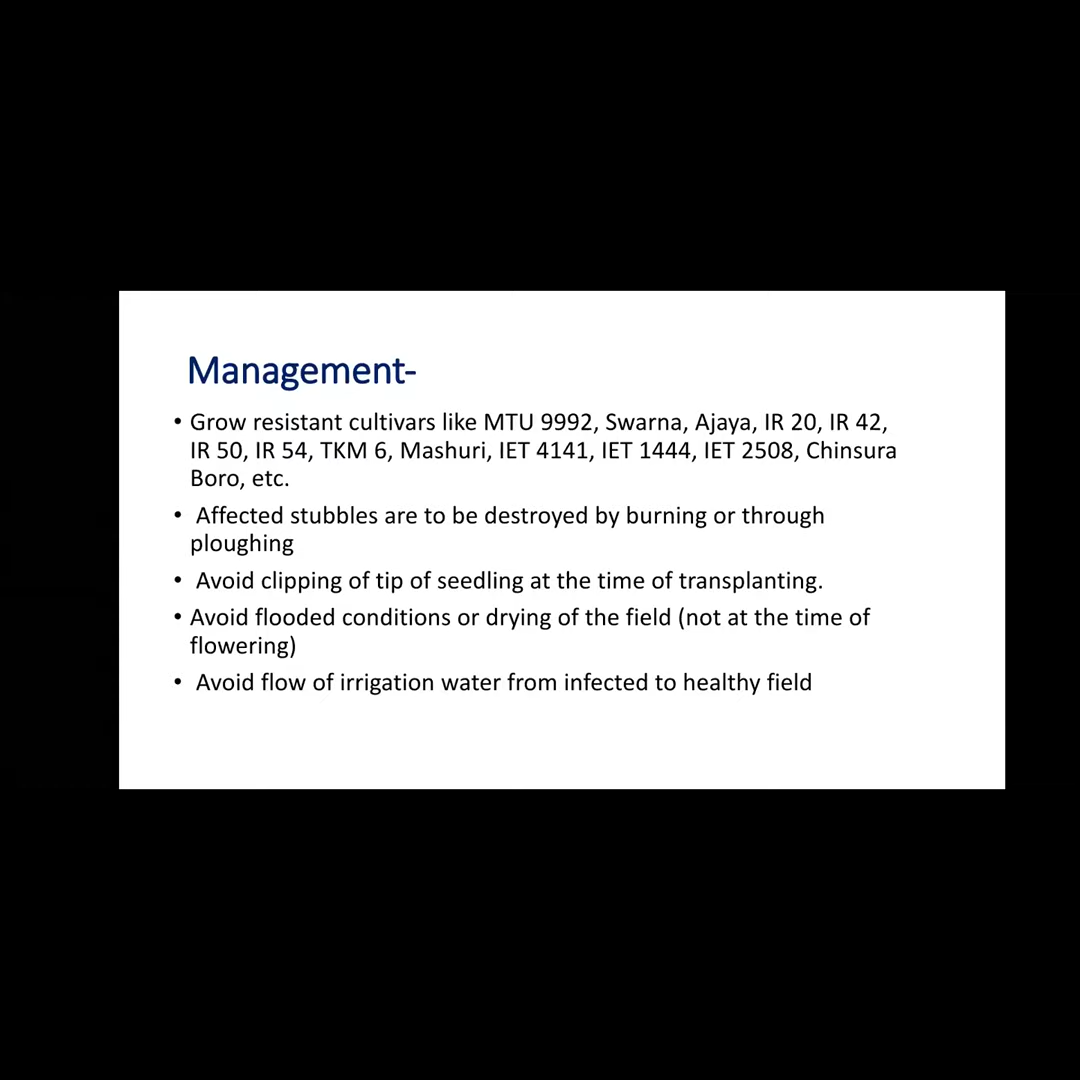 Management-
• Grow resistant cultivars like MTU 9992, Swarna, Ajaya, IR 20, IR 42,
IR 50, IR 54, TKM 6, Mashuri, IET 4141, IET 1444, IET 2508, Chinsura
Boro, etc.
• Affected stubbles are to be destroyed by burning or through
ploughing
• Avoid clipping of tip of seedling at the time of transplanting.
• Avoid flooded conditions or drying of the field (not at the time of
flowering)
• Avoid flow of irrigation water from infected to healthy field